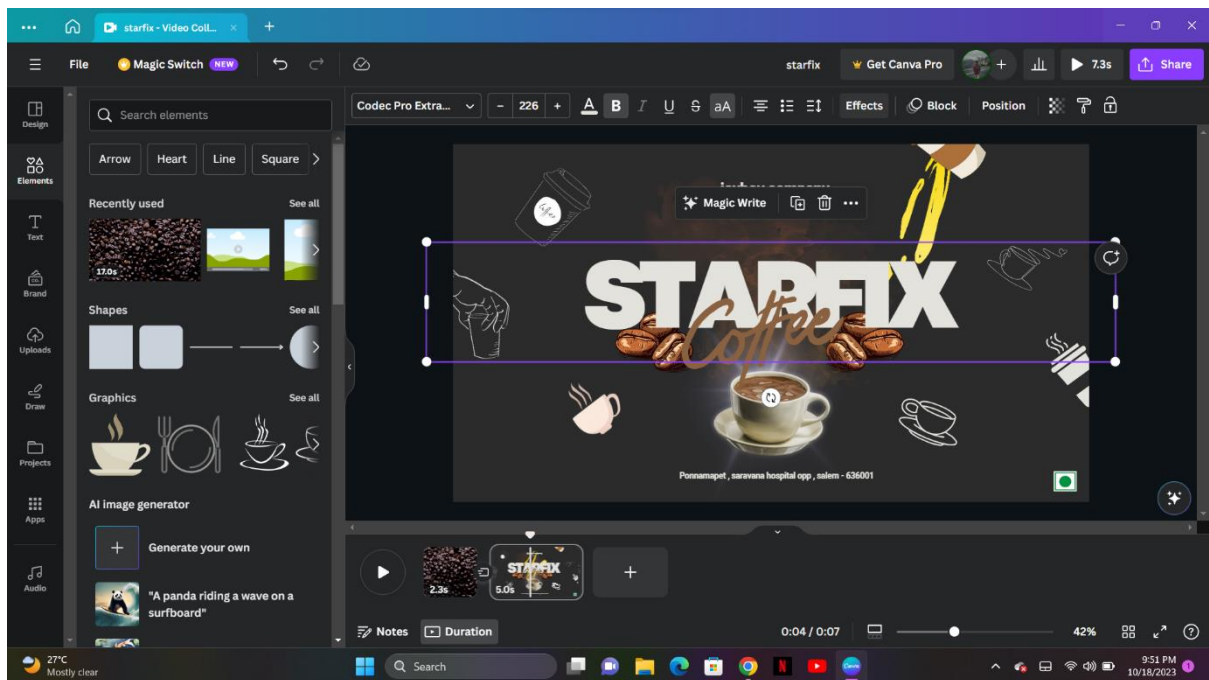 starfix - Video Coll...
File
Magic Switch NEW
starfix
Get Canva Pro
7.3s
Share
Design
Elements
Text
Brand
Uploads
Draw
Projects
Apps
Audio
Search elements
Arrow Heart Line Square
Recently used See all
17.0s
Shapes See all
Graphics See all
AI image generator
Generate your own
"A panda riding a wave on a
surfboard"
Codec Pro Extra... - 226 + A B I U S aA Effects Block Position
Magic Write
Coffee
STARFIX
Coffee
Ponnamapet , saravana hospital opp , salem - 636001
2.3s
STARFIX
5.0s
Notes Duration 0:04 / 0:07 42%
27°C
Mostly clear
Search
9:51 PM
10/18/2023
1